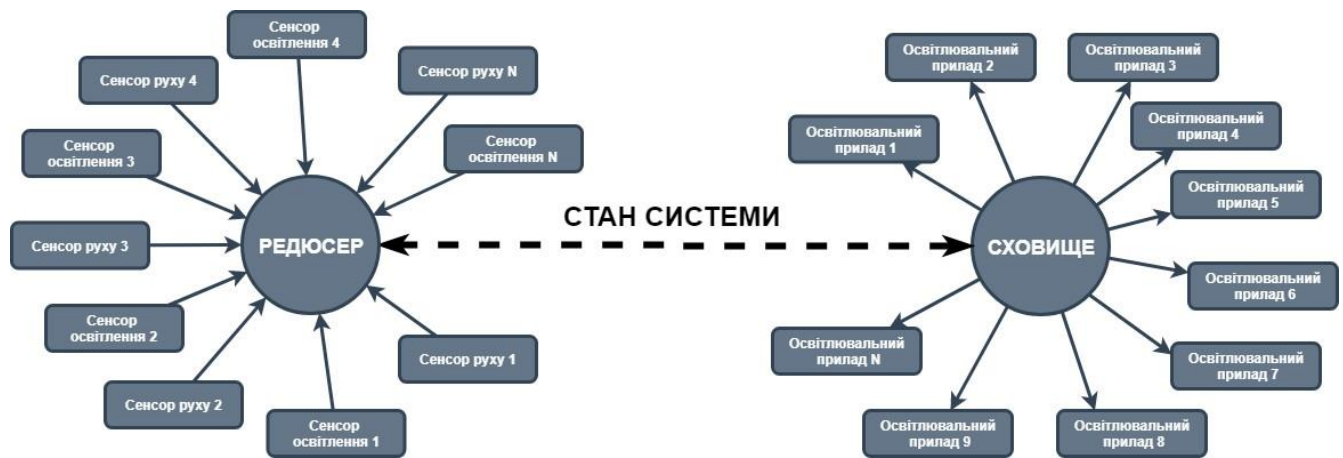 Сенсор
освітлення 4
Сенсор руху 4
Сенсор руху N
Сенсор
освітлення 3
Сенсор
освітлення N
Сенсор руху 3
РЕДЮСЕР
Сенсор
освітлення 2
Сенсор руху 1
Сенсор руху 2
Сенсор
освітлення 1
СТАН СИСТЕМИ
Освітлювальний
прилад 2
Освітлювальний
прилад 3
Освітлювальний
прилад 1
Освітлювальний
прилад 4
Освітлювальний
прилад 5
СХОВИЩЕ
Освітлювальний
прилад 6
Освітлювальний
прилад N
Освітлювальний
прилад 7
Освітлювальний
прилад 9
Освітлювальний
прилад 8